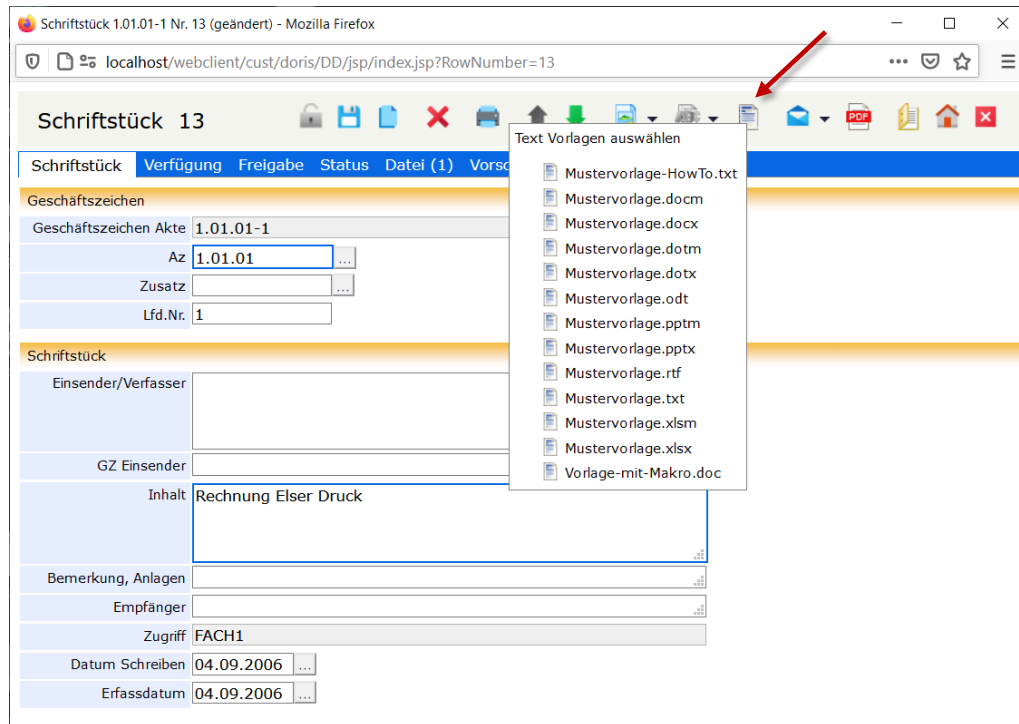 Schriftstück 1.01.01-1 Nr. 13 (geändert) - Mozilla Firefox
localhost/webclient/cust/doris/DD/jsp/index.jsp?RowNumber=13
Schriftstück 13
PDF
Text Vorlagen auswählen
Mustervorlage-HowTo.txt
Mustervorlage.docm
Mustervorlage.docx
Mustervorlage.dotm
Mustervorlage.dotx
Mustervorlage.odt
Mustervorlage.pptm
Mustervorlage.pptx
Mustervorlage.rtf
Mustervorlage.txt
Mustervorlage.xlsm
Mustervorlage.xlsx
Vorlage-mit-Makro.doc
Schriftstück Verfügung Freigabe Status Datei (1)
Geschäftszeichen
Geschäftszeichen Akte 1.01.01-1
Az 1.01.01 ...
Zusatz ...
Lfd.Nr. 1
Schriftstück
Einsender/Verfasser
GZ Einsender
Inhalt Rechnung Elser Druck
Bemerkung, Anlagen
Empfänger
Zugriff FACH1
Datum Schreiben 04.09.2006 ...
Erfassdatum 04.09.2006 ...